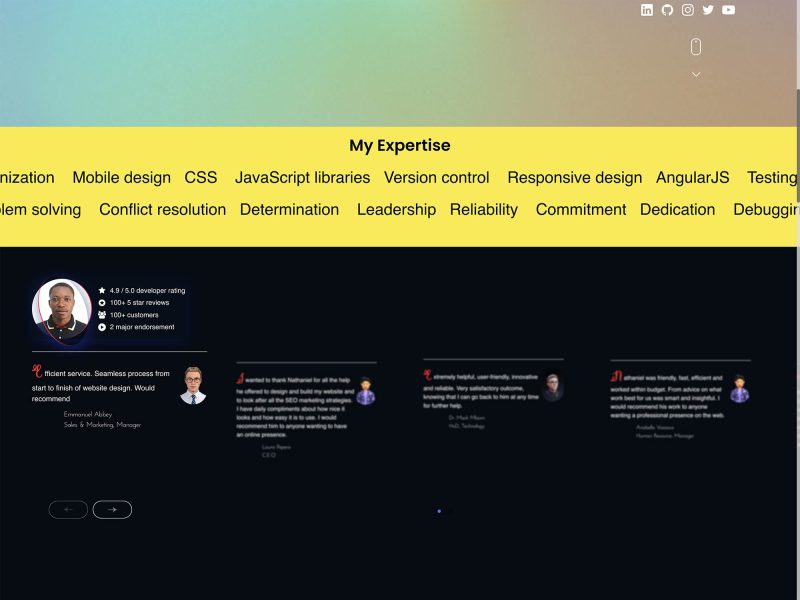 My Expertise
nization Mobile design CSS JavaScript libraries Version control Responsive design AngularJS Testing
lem solving Conflict resolution Determination Leadership Reliability Commitment Dedication Debuggin
4.9 / 5.0 developer rating
100+ 5 star reviews
100+ customers
2 major endorsement
Efficient service. Seamless process from
start to finish of website design. Would
recommend
Emmanuel Abbey
Sales & Marketing, Manager
I wanted to thank Nathaniel for all the help
he offered to design and build my website and
to look after all the SEO marketing strategies.
I have daily compliments about how nice it
looks and how easy it is to use. I would
recommend him to anyone wanting to have
an online presence.
C.E.O
Extremely helpful, user-friendly, innovative
and reliable. Very satisfactory outcome,
knowing that I can go back to him at any time
for further help.
Dr. Mark
Technology
Nathaniel was friendly, fast, efficient and
worked within budget. From advice on what
work best for us was smart and insightful. I
would recommend his work to anyone
wanting a professional presence on the web.
Human Resource, Manager